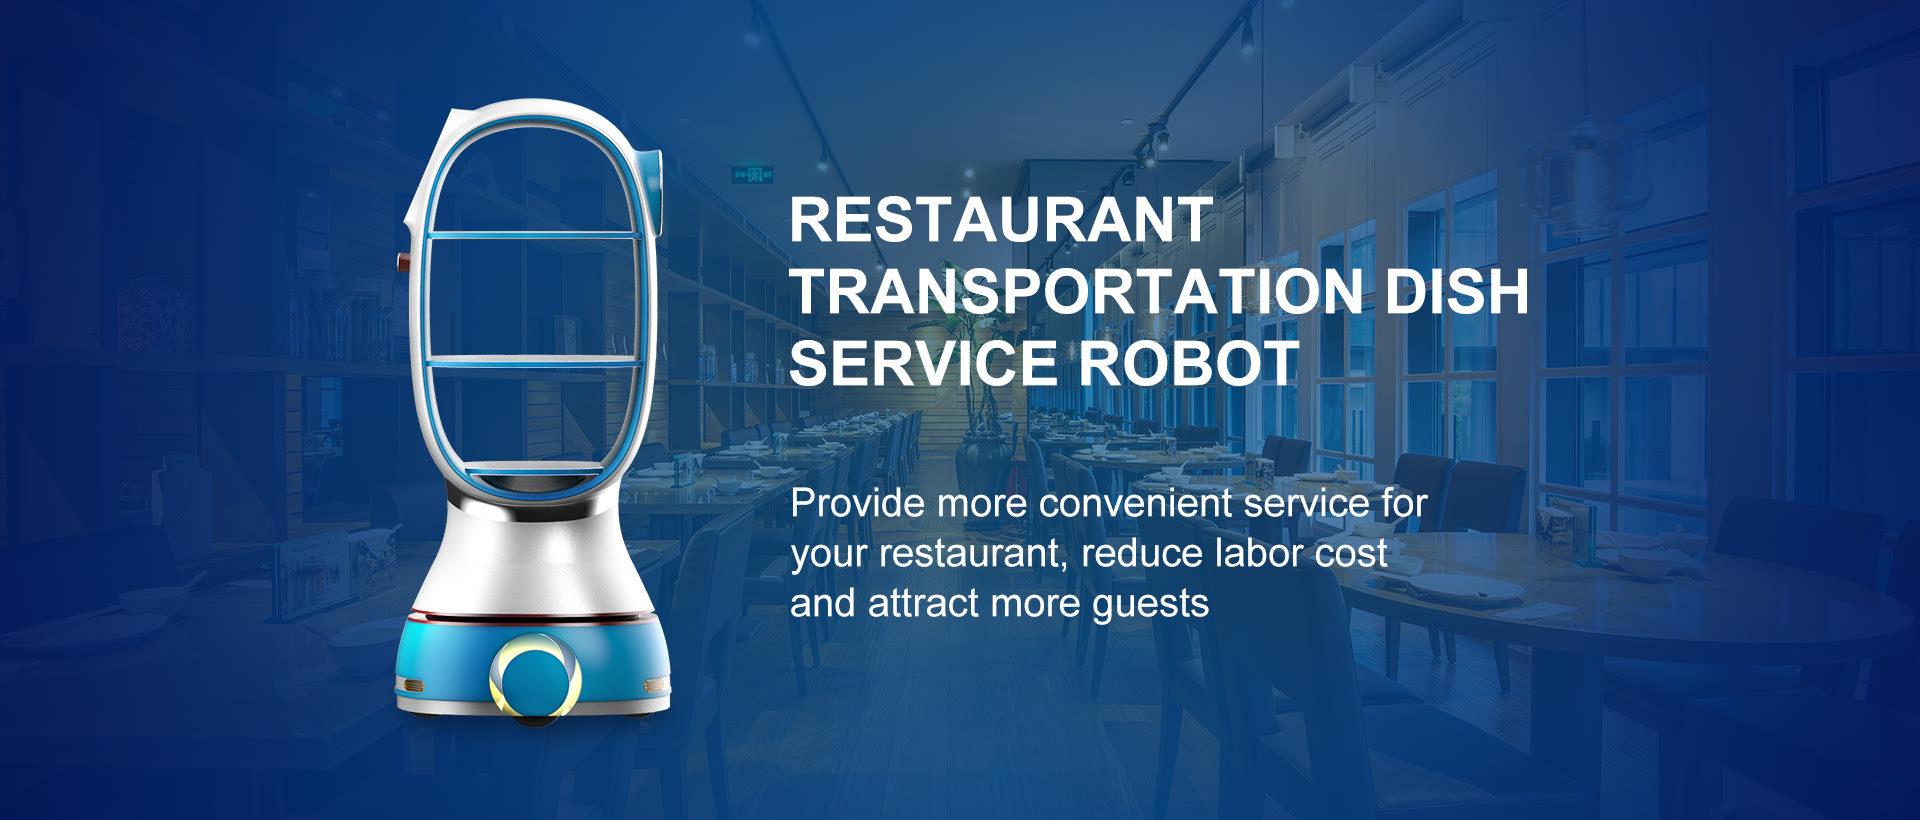 RESTAURANT
TRANSPORTATION DISH
SERVICE ROBOT
Provide more convenient service for
your restaurant, reduce labor cost
and attract more guests